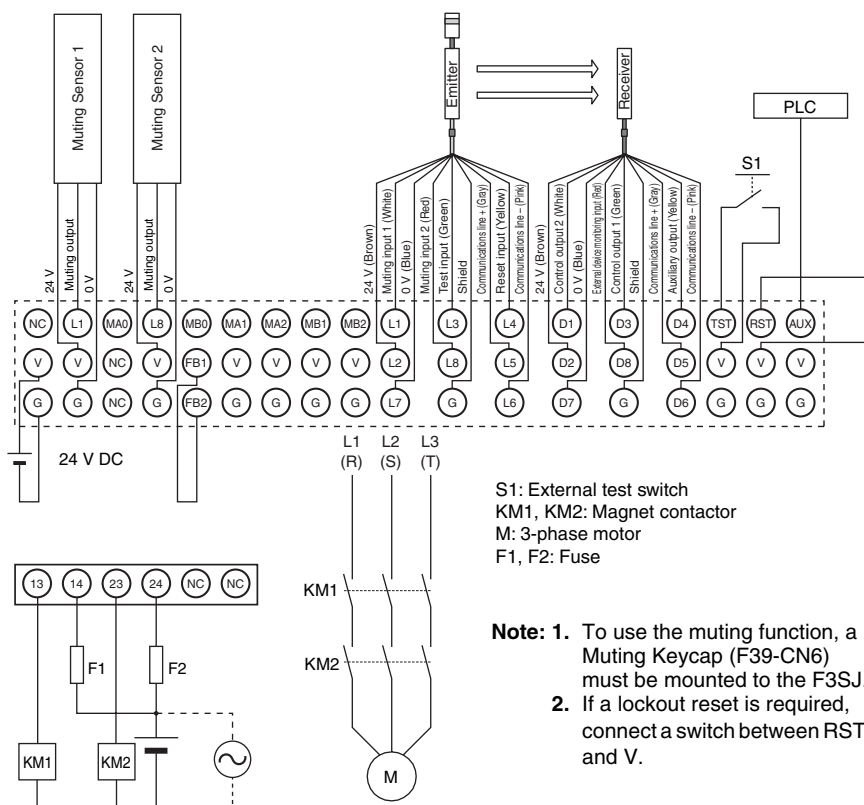 Muting Sensor 1
Muting Sensor 2
Emitter
Receiver
PLC
S1
24 V
Muting output
0 V
24 V
Muting output
0 V
24 V (Brown)
Muting input 1 (White)
0 V (Blue)
Muting input 2 (Red)
Test input (Green)
Shield
Communications line + (Gray)
Reset input (Yellow)
Communications line – (Pink)
24 V (Brown)
Control output 2 (White)
0 V (Blue)
External device monitoring input (Red)
Control output 1 (Green)
Shield
Communications line + (Gray)
Auxiliary output (Yellow)
Communications line – (Pink)
NC L1 MA0 L8 MB0 MA1 MA2 MB1 MB2 L1 L3 L4 D1 D3 D4 TST RST AUX
V V NC V FB1 V V V V L2 L8 L5 D2 D8 D5 V V V
G G NC G FB2 G G G G L7 G L6 D7 G D6 G G G
24 V DC
L1 L2 L3
(R) (S) (T)
S1: External test switch
KM1, KM2: Magnet contactor
M: 3-phase motor
F1, F2: Fuse
13 14 23 24 NC NC
F1
F2
KM1
KM2
KM1
KM2
M
Note: 1. To use the muting function, a
Muting Keycap (F39-CN6)
must be mounted to the F3SJ.
2. If a lockout reset is required,
connect a switch between RST
and V.